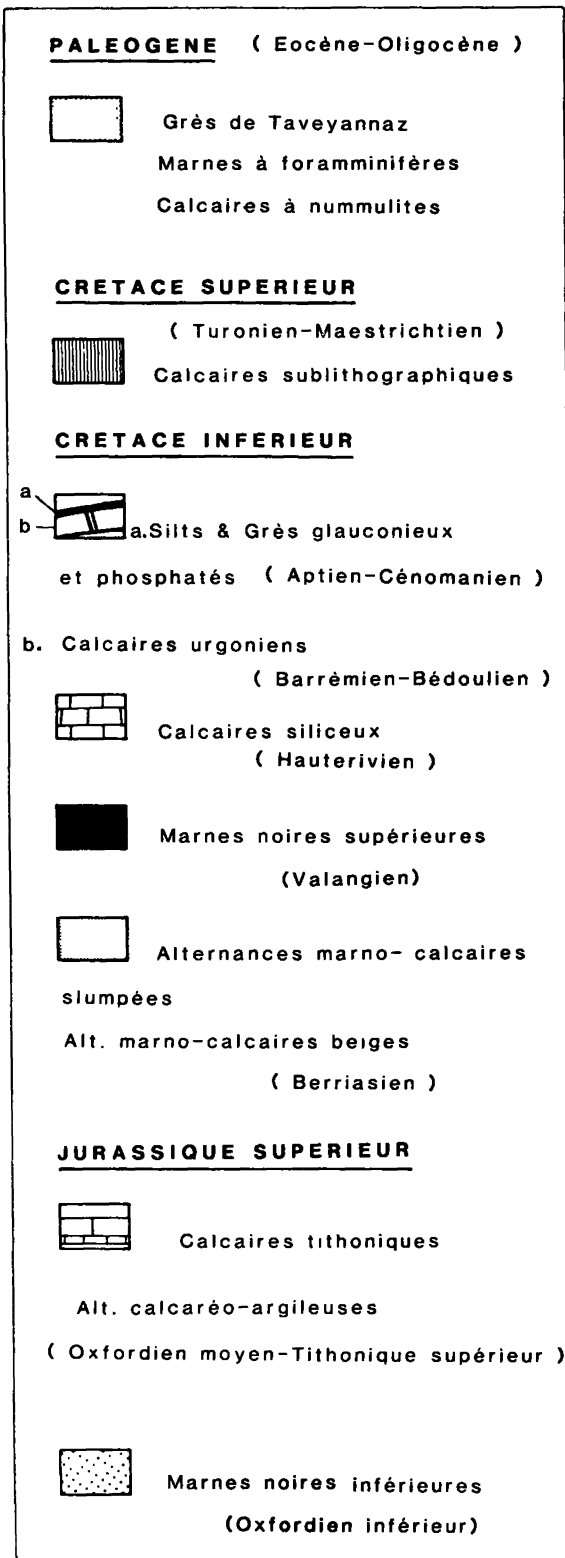 PALEOGENE ( Eocène-Oligocène )
Grès de Taveyannaz
Marnes à foramminifères
Calcaires à nummulites
CRETACE SUPERIEUR
( Turonien-Maestrichtien )
Calcaires sublithographiques
CRETACE INFERIEUR
a
b
a.Silts & Grès glauconieux
et phosphatés ( Aptien-Cénomanien )
b. Calcaires urgoniens
( Barrémien-Bédoulien )
Calcaires siliceux
( Hauterivien )
Marnes noires supérieures
(Valangien)
Alternances marno- calcaires
slumpées
Alt. marno-calcaires beiges
( Berriasien )
JURASSIQUE SUPERIEUR
Calcaires tithoniques
Alt. calcaréo-argileuses
( Oxfordien moyen-Tithonique supérieur )
Marnes noires inférieures
(Oxfordien inférieur)